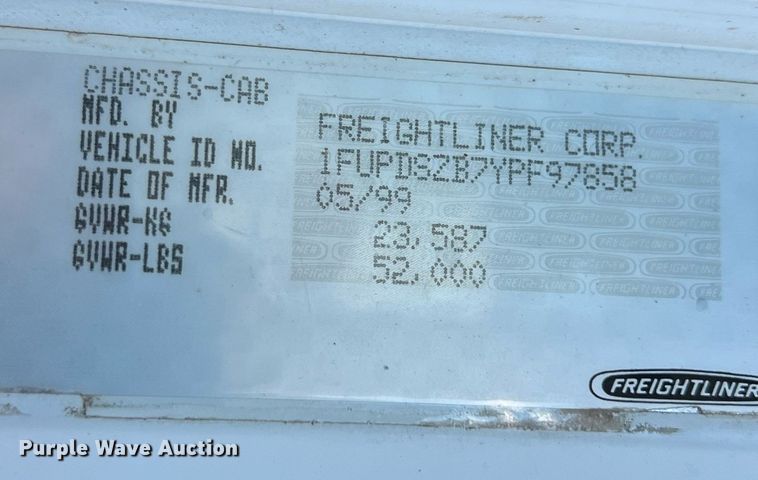 CHASSIS-CAB
MFD. BY FREIGHTLINER CORP.
VEHICLE ID NO. 1FUPDSZB7YPF97858
DATE OF MFR. 05/99
GVWR-KG 23,587
GVWR-LBS 52,000
FREIGHTLINER
Purple Wave Auction